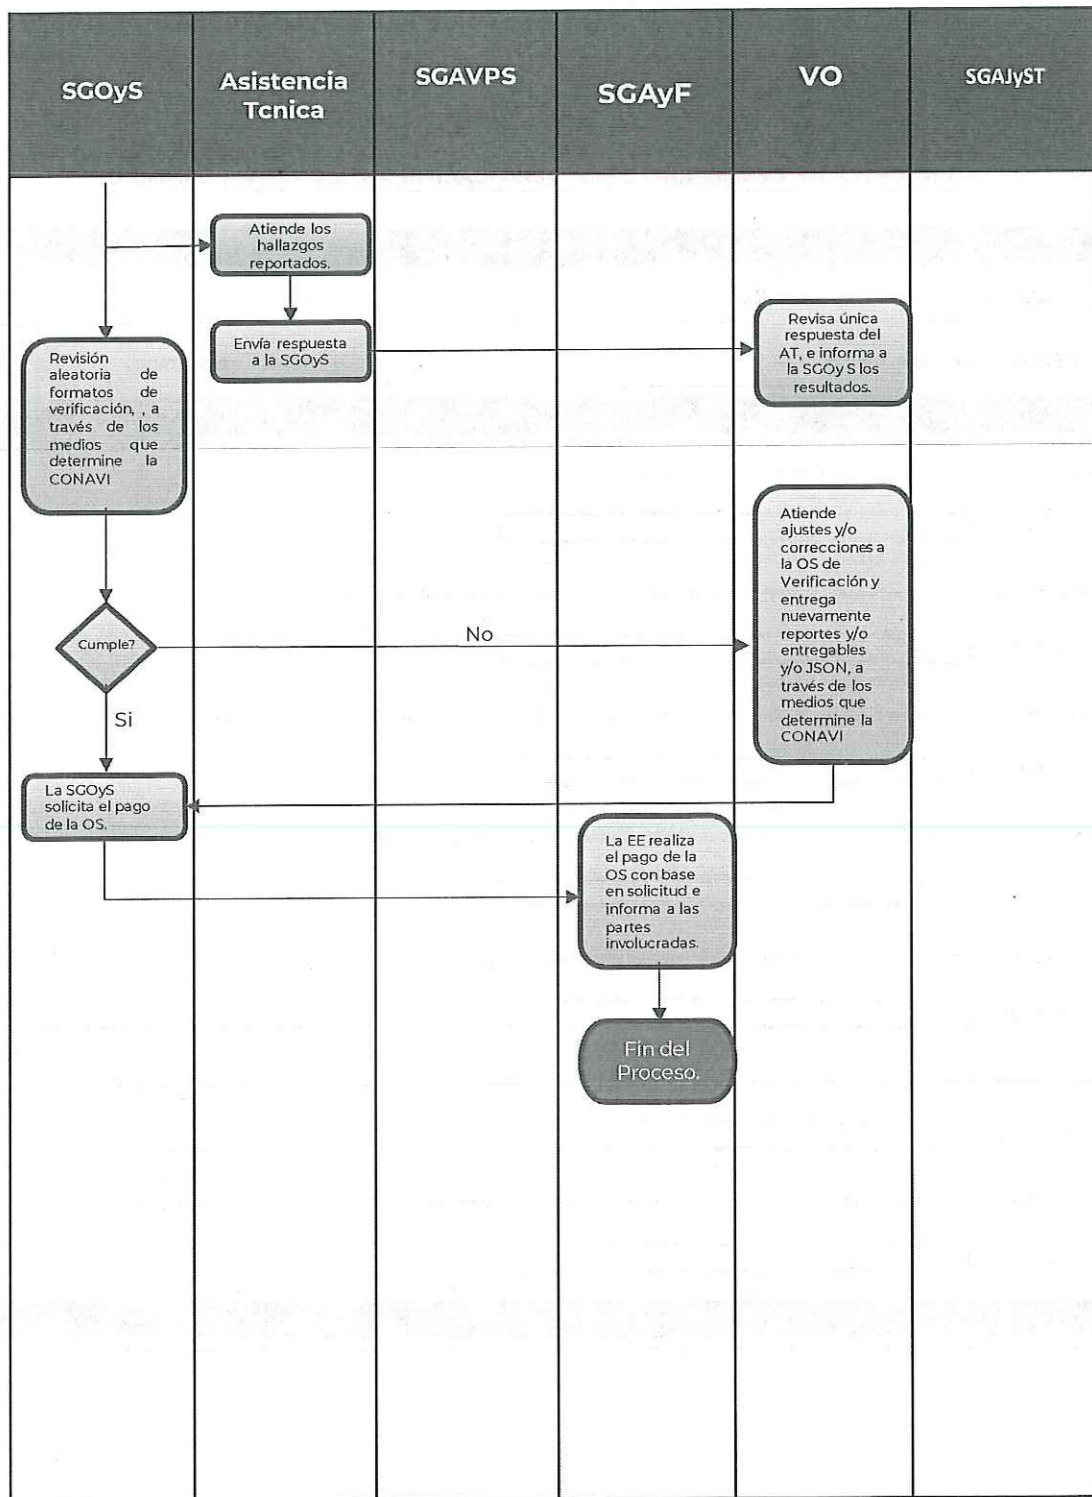 SGOyS
Asistencia
Tcnica
SGAVPS
SGAyF
VO
SGAJyST
Atiende los
hallazgos
reportados.
Envía respuesta
a la SGOyS
Revisa única
respuesta del
AT, e informa a
la SGOyS los
resultados.
Revisión
aleatoria de
formatos de
verificación, , a
través de los
medios que
determine la
CONAVI
Atiende
ajustes y/o
correcciones a
la OS de
Verificación y
entrega
nuevamente
reportes y/o
entregables
y/o JSON, a
través de los
medios que
determine la
CONAVI
Cumple?
No
Si
La SGOyS
solicita el pago
de la OS.
La EE realiza
el pago de la
OS con base
en solicitud e
informa a las
partes
involucradas.
Fin del
Proceso.